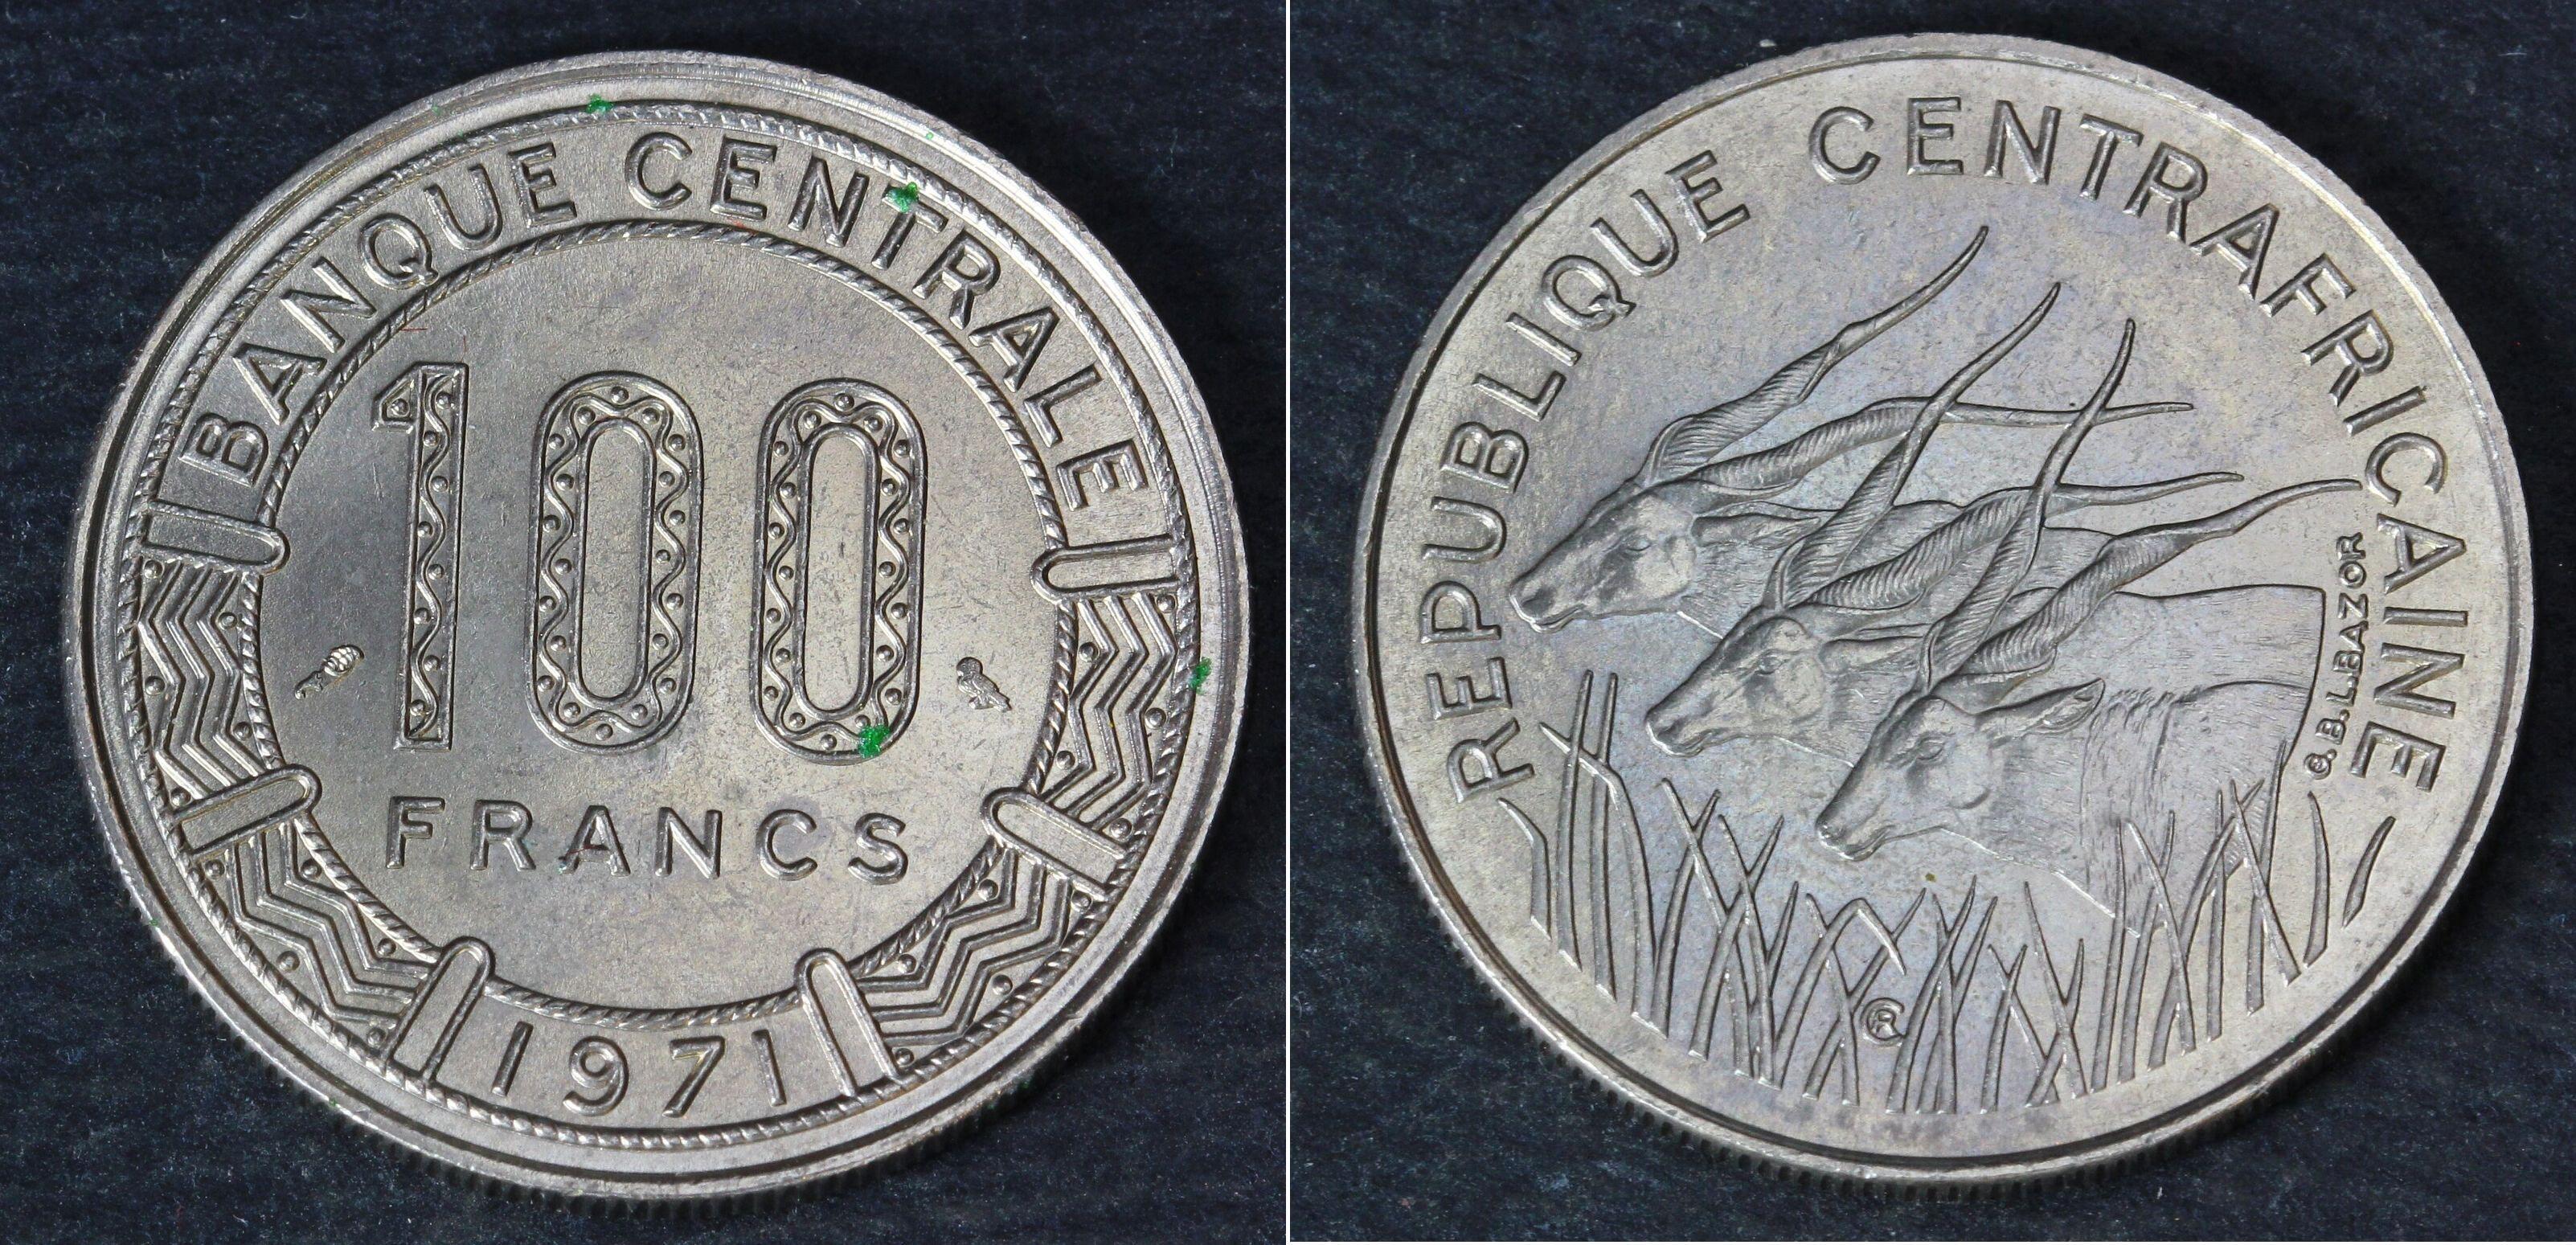 BANQUE CENTRALE
100
FRANCS
1971
REPUBLIQUE CENTRAFRICAINE
G.B.L.BAZOR